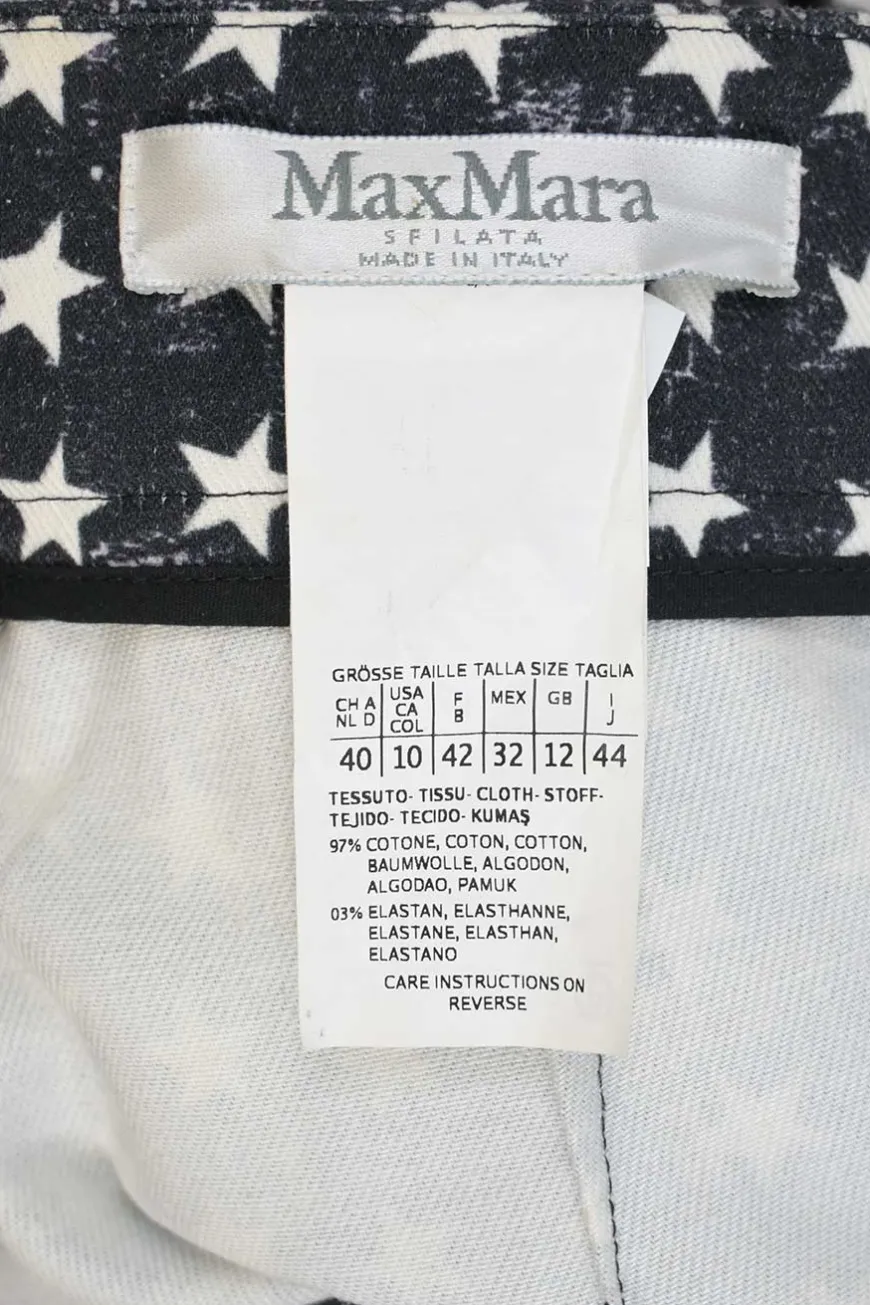 MaxMara
SFILATA
MADE IN ITALY
GRÖSSE TAILLE TALLA SIZE TAGLIA
CH A USA F MEX GB I
NL D CA B J
COL
40 10 42 32 12 44
TESSUTO- TISSU- CLOTH- STOFF-
TEJIDO- TECIDO- KUMAŞ
97% COTONE, COTON, COTTON,
BAUMWOLLE, ALGODON,
ALGODAO, PAMUK
03% ELASTAN, ELASTHANNE,
ELASTANE, ELASTHAN,
ELASTANO
CARE INSTRUCTIONS ON
REVERSE